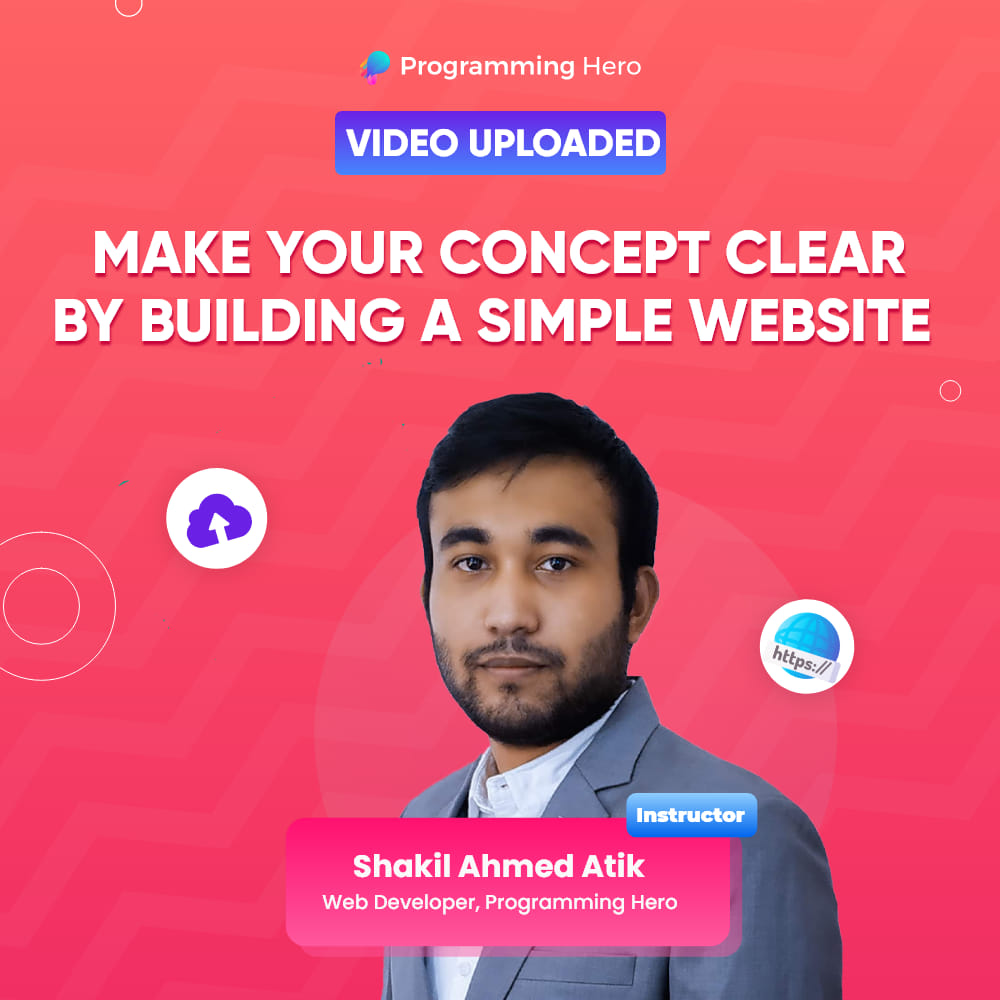 Programming Hero
VIDEO UPLOADED
MAKE YOUR CONCEPT CLEAR
BY BUILDING A SIMPLE WEBSITE
https://
Instructor
Shakil Ahmed Atik
Web Developer, Programming Hero